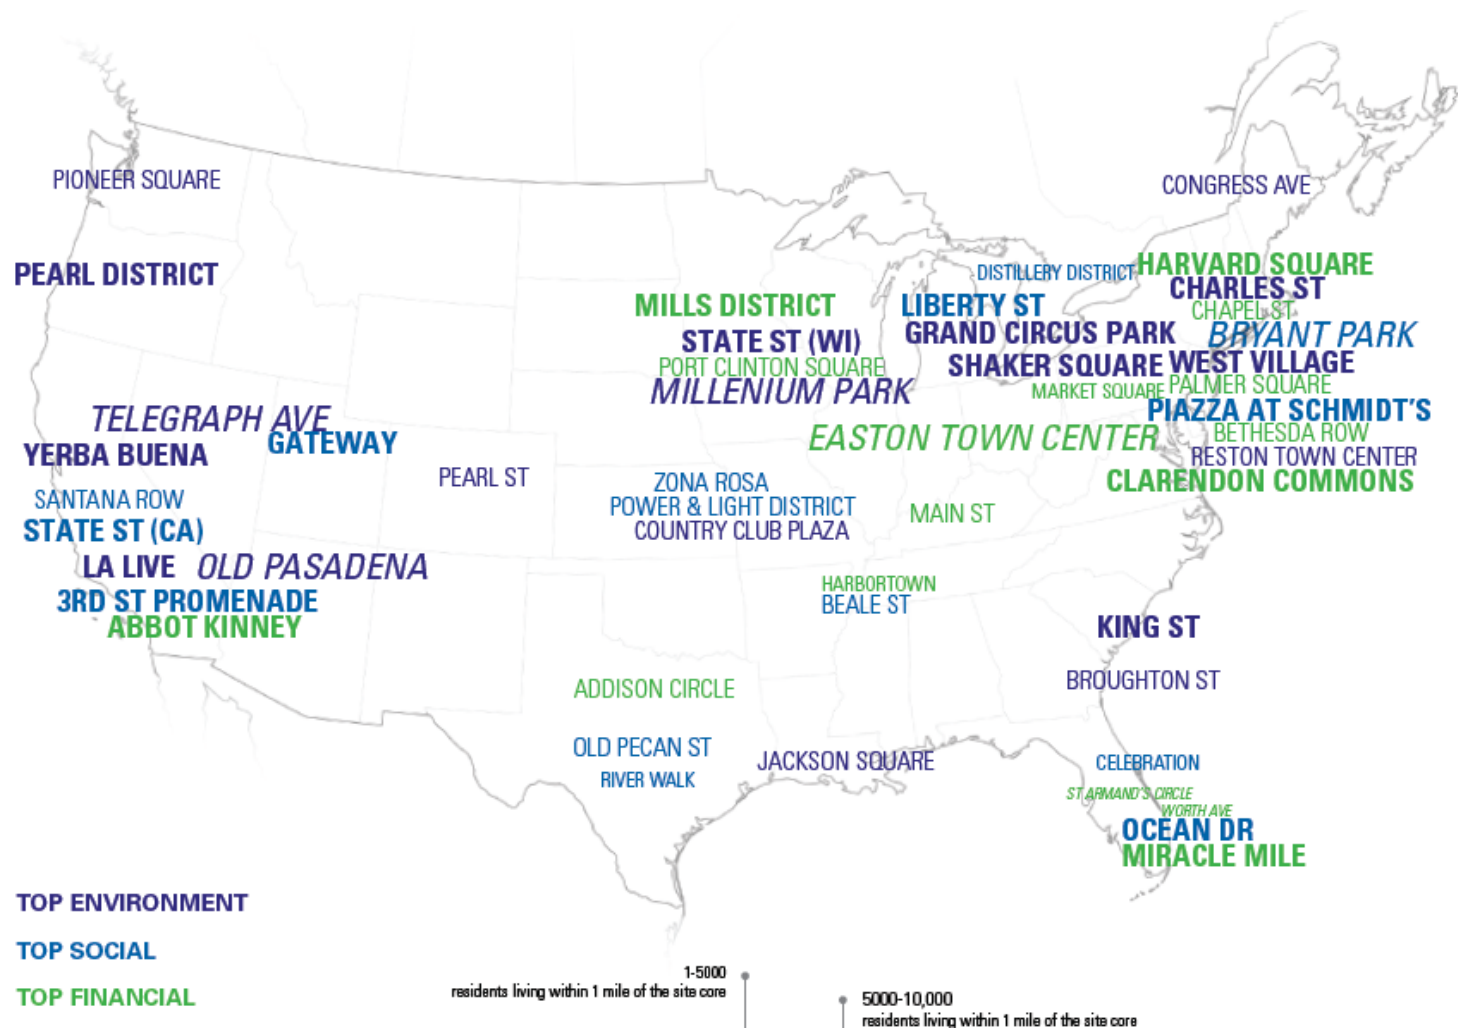 PIONEER SQUARE
CONGRESS AVE
PEARL DISTRICT
DISTILLERY DISTRICT
HARVARD SQUARE
CHARLES ST
MILLS DISTRICT
LIBERTY ST
CHAPEL ST
STATE ST (WI)
GRAND CIRCUS PARK
BRYANT PARK
PORT CLINTON SQUARE
SHAKER SQUARE
WEST VILLAGE
MILLENIUM PARK
MARKET SQUARE
PALMER SQUARE
TELEGRAPH AVE
PIAZZA AT SCHMIDT'S
GATEWAY
EASTON TOWN CENTER
BETHESDA ROW
YERBA BUENA
RESTON TOWN CENTER
PEARL ST
ZONA ROSA
CLARENDON COMMONS
SANTANA ROW
POWER & LIGHT DISTRICT
MAIN ST
STATE ST (CA)
COUNTRY CLUB PLAZA
LA LIVE
OLD PASADENA
HARBORTOWN
3RD ST PROMENADE
BEALE ST
ABBOT KINNEY
KING ST
ADDISON CIRCLE
BROUGHTON ST
OLD PECAN ST
JACKSON SQUARE
CELEBRATION
RIVER WALK
ST ARMAND'S CIRCLE
WORTH AVE
OCEAN DR
MIRACLE MILE
TOP ENVIRONMENT
TOP SOCIAL
TOP FINANCIAL
1-5000
residents living within 1 mile of the site core
5000-10,000
residents living within 1 mile of the site core